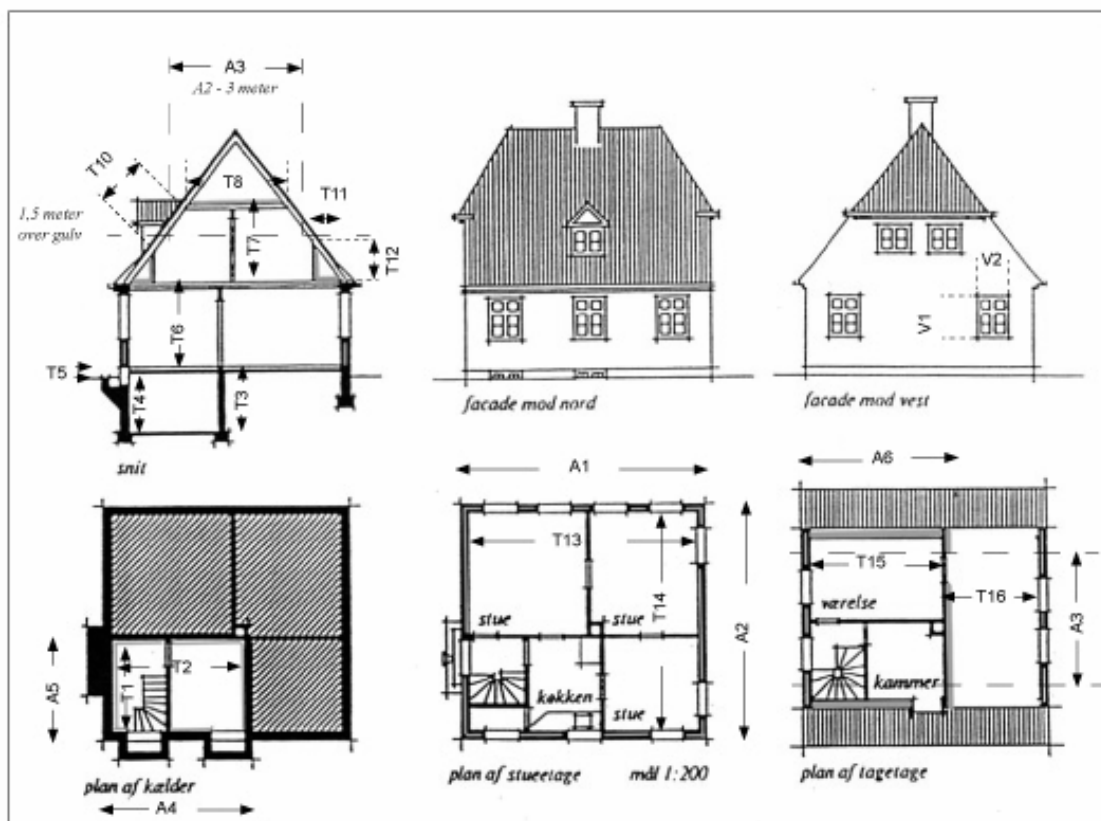 A3
A2 - 3 meter
T10
T8
T11
1,5 meter
over gulv
T7
T12
T6
T5
T4
T3
snit
facade mod nord
V2
V1
facade mod vest
A5
T1
T2
plan af kælder
A4
A1
T13
T14
A2
stue
stue
køkken
stue
plan af stueetage
mål 1:200
A6
T15
T16
A3
værelse
kammer
plan af tagetage